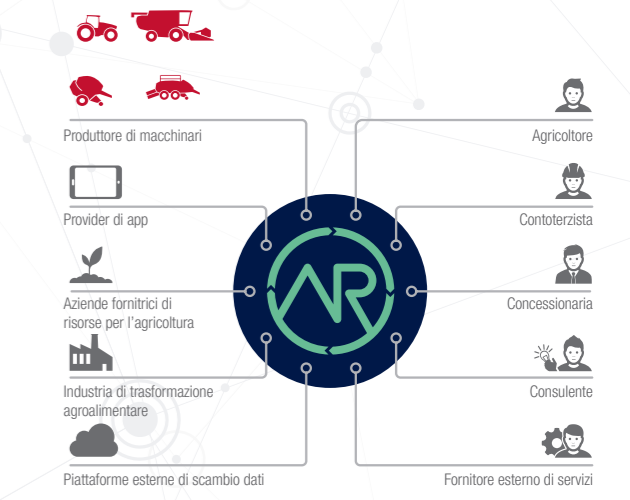 Produttore di macchinari
Provider di app
Aziende fornitrici di
risorse per l'agricoltura
Industria di trasformazione
agroalimentare
Piattaforme esterne di scambio dati
AR
Agricoltore
Contoterzista
Concessionaria
Consulente
Fornitore esterno di servizi